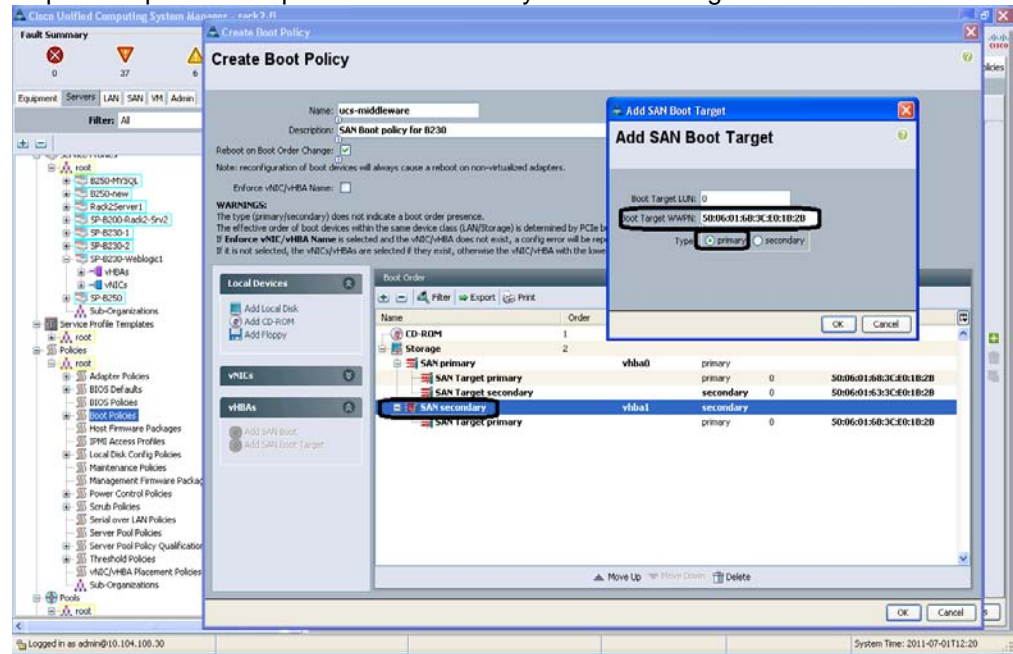 Cisco Unified Computing System Manager - rack2-fi
Fault Summary
0 37 6
Equipment Servers LAN SAN VM Admin
Filter: All
Service Profiles
root
B250-MYSQL
B250-new
Rack2Server1
SP-B200-Rack2-Srv2
SP-B230-1
SP-B230-2
SP-B230-Weblogic1
vHBAs
vNICs
SP-B250
Sub-Organizations
Service Profile Templates
root
Policies
root
Adapter Policies
BIOS Defaults
BIOS Policies
Boot Policies
Host Firmware Packages
IPMI Access Profiles
Local Disk Config Policies
Maintenance Policies
Management Firmware Packag
Power Control Policies
Scrub Policies
Serial over LAN Policies
Server Pool Policies
Server Pool Policy Qualification
Threshold Policies
vNIC/vHBA Placement Policies
Sub-Organizations
Pools
root
Create Boot Policy
Create Boot Policy
Name: ucs-middleware
Description: SAN Boot policy for B230
Reboot on Boot Order Change:
Note: reconfiguration of boot devices will always cause a reboot on non-virtualized adapters.
Enforce vNIC/vHBA Name:
WARNINGS:
The type (primary/secondary) does not indicate a boot order presence.
The effective order of boot devices within the same device class (LAN/Storage) is determined by PCIe b
If Enforce vNIC/vHBA Name is selected and the vNIC/vHBA does not exist, a config error will be rep
If it is not selected, the vNICs/vHBAs are selected if they exist, otherwise the vNIC/vHBA with the lowe
Local Devices
Add Local Disk
Add CD-ROM
Add Floppy
vNICs
vHBAs
Add SAN Boot
Add SAN Boot Target
Boot Order
Filter Export Print
Name Order
CD-ROM 1
Storage 2
SAN primary vhba0 primary
SAN Target primary primary 0 50:06:01:6B:3C:E0:1B:2B
SAN Target secondary secondary 0 50:06:01:63:3C:E0:1B:2B
SAN secondary vhba1 secondary
SAN Target primary primary 0 50:06:01:60:3C:E0:1B:2B
Move Up Move Down Delete
OK Cancel
Add SAN Boot Target
Add SAN Boot Target
Boot Target LUN: 0
Boot Target WWPN: 50:06:01:6B:3C:E0:1B:2B
Type: primary secondary
OK Cancel
cisco
Logged in as admin@10.104.100.30
System Time: 2011-07-01T12:20